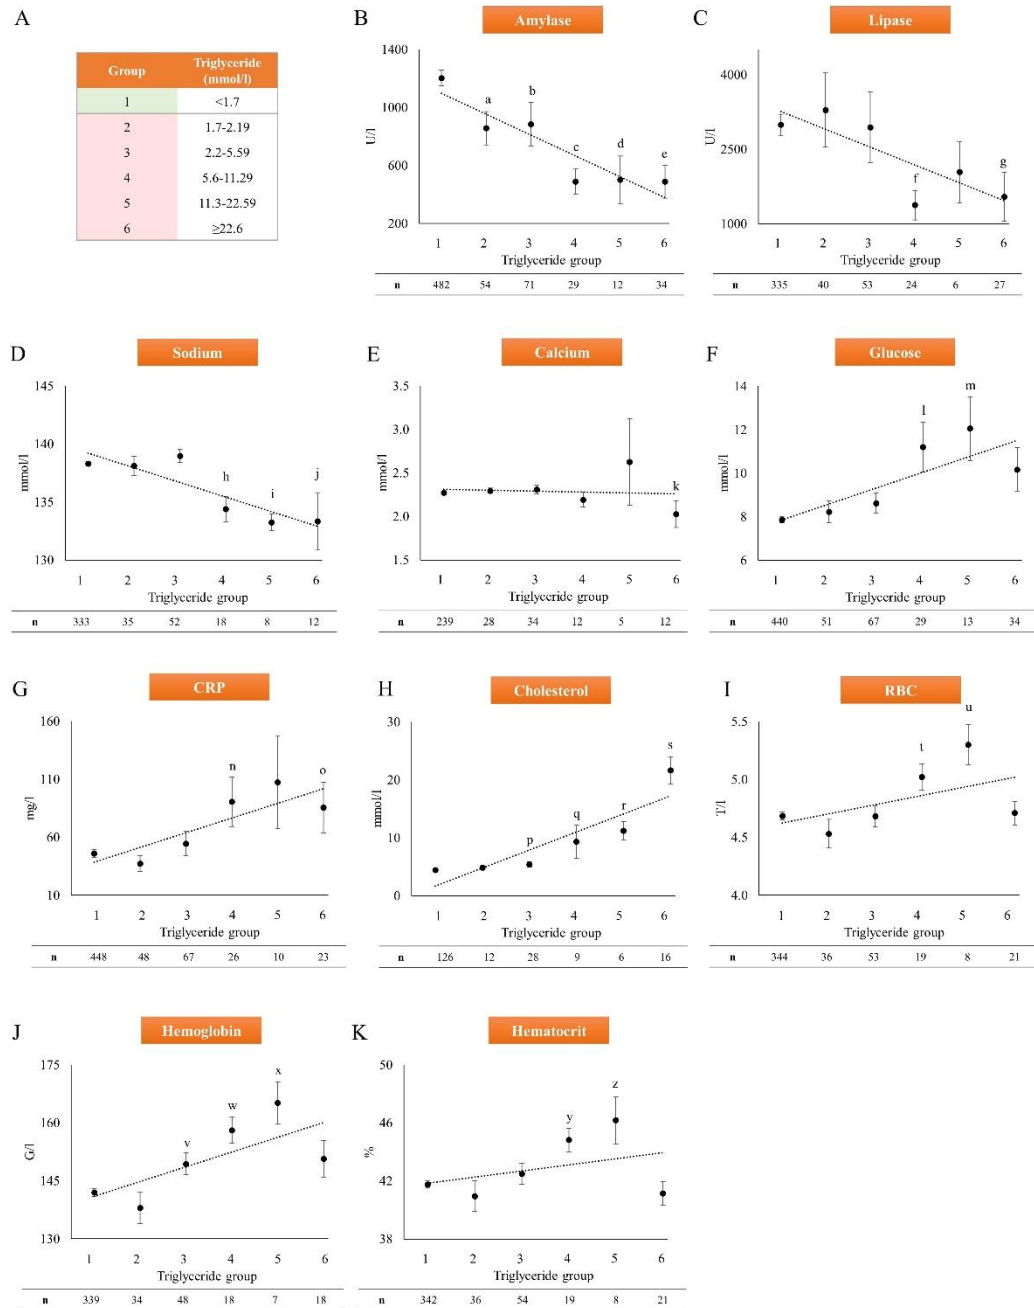 A
Group Triglyceride (mmol/l)
1 <1.7
2 1.7-2.19
3 2.2-5.59
4 5.6-11.29
5 11.3-22.59
6 ≥22.6
B
Amylase
1400
1000
600
200
U/l
a b c d e
1 2 3 4 5 6
Triglyceride group
n 482 54 71 29 12 34
C
Lipase
4000
2500
1000
U/l
f g
1 2 3 4 5 6
Triglyceride group
n 335 40 53 24 6 27
D
Sodium
145
140
135
130
mmol/l
h i j
1 2 3 4 5 6
Triglyceride group
n 333 35 52 18 8 12
E
Calcium
3.5
3.0
2.5
2.0
1.5
mmol/l
k
1 2 3 4 5 6
Triglyceride group
n 239 28 34 12 5 12
F
Glucose
14
12
10
8
6
mmol/l
l m
1 2 3 4 5 6
Triglyceride group
n 440 51 67 29 13 34
G
CRP
160
110
60
10
mg/l
n o
1 2 3 4 5 6
Triglyceride group
n 448 48 67 26 10 23
H
Cholesterol
30
20
10
0
mmol/l
p q r s
1 2 3 4 5 6
Triglyceride group
n 126 12 28 9 6 16
I
RBC
5.5
5.0
4.5
4.0
T/l
t u
1 2 3 4 5 6
Triglyceride group
n 344 36 53 19 8 21
J
Hemoglobin
175
160
145
130
G/l
v w x
1 2 3 4 5 6
Triglyceride group
n 339 34 48 18 7 18
K
Hematocrit
50
46
42
38
%
y z
1 2 3 4 5 6
Triglyceride group
n 342 36 54 19 8 21